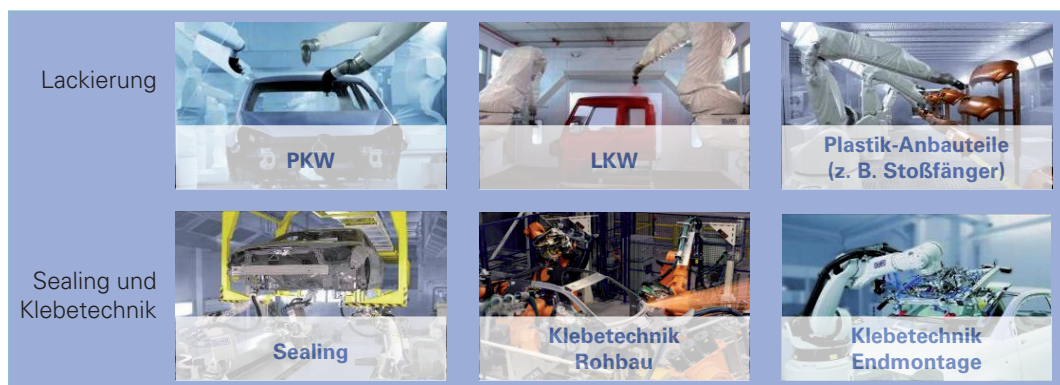 Lackierung
PKW
LKW
Plastik-Anbauteile
(z. B. Stoßfänger)
Sealing und
Klebetechnik
Sealing
Klebetechnik
Rohbau
Klebetechnik
Endmontage